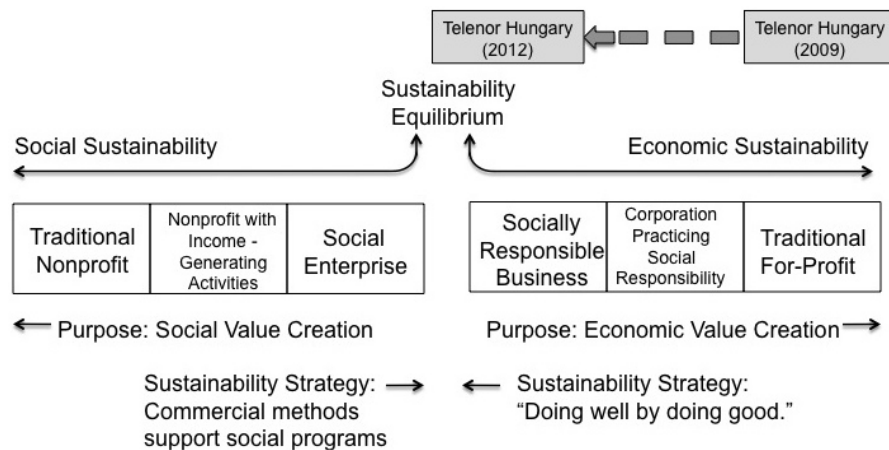 Telenor Hungary
(2012)
Telenor Hungary
(2009)
Sustainability
Equilibrium
Social Sustainability
Economic Sustainability
Traditional
Nonprofit
Nonprofit with
Income -
Generating
Activities
Social
Enterprise
Socially
Responsible
Business
Corporation
Practicing
Social
Responsibility
Traditional
For-Profit
Purpose: Social Value Creation
Purpose: Economic Value Creation
Sustainability Strategy:
Commercial methods
support social programs
Sustainability Strategy:
“Doing well by doing good.”